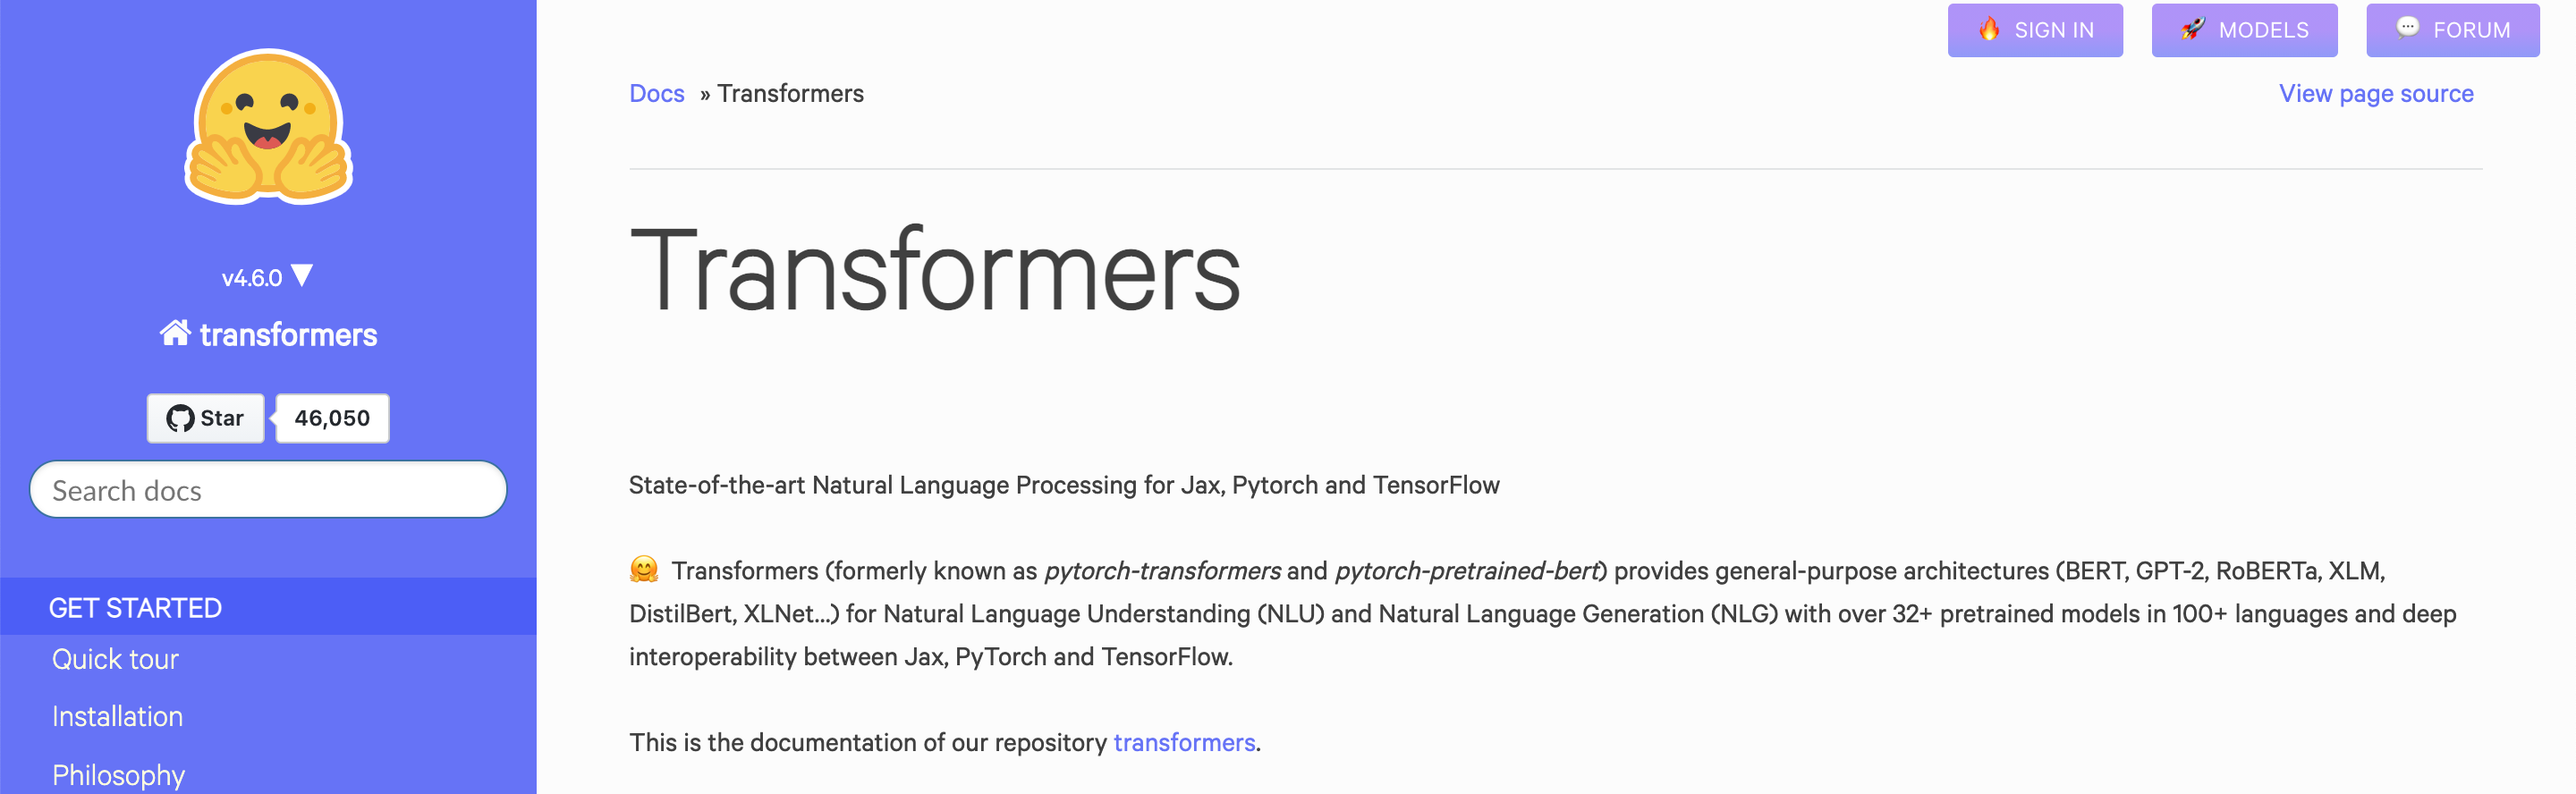 SIGN IN
MODELS
FORUM
Docs » Transformers
View page source
v4.6.0
transformers
Star 46,050
Search docs
GET STARTED
Quick tour
Installation
Philosophy
Transformers
State-of-the-art Natural Language Processing for Jax, Pytorch and TensorFlow
🤗 Transformers (formerly known as pytorch-transformers and pytorch-pretrained-bert) provides general-purpose architectures (BERT, GPT-2, RoBERTa, XLM,
DistilBert, XLNet…) for Natural Language Understanding (NLU) and Natural Language Generation (NLG) with over 32+ pretrained models in 100+ languages and deep
interoperability between Jax, PyTorch and TensorFlow.
This is the documentation of our repository transformers.